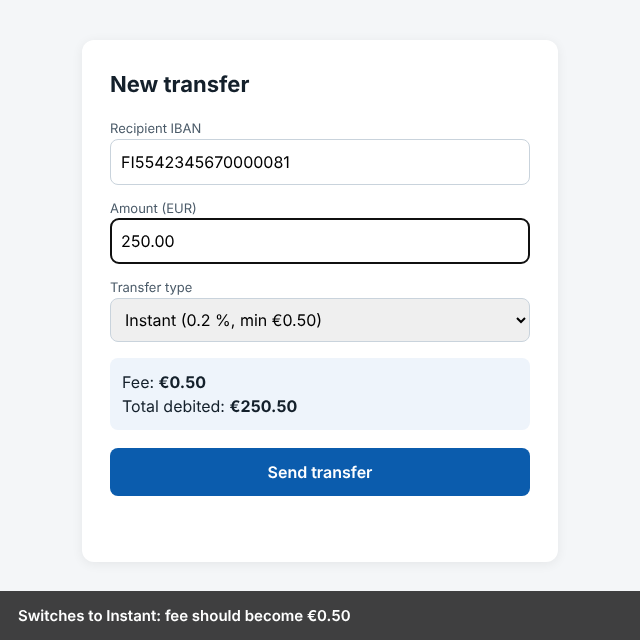 New transfer
Recipient IBAN
FI5542345670000081
Amount (EUR)
250.00
Transfer type
Instant (0.2 %, min €0.50)
Fee: €0.50
Total debited: €250.50
Send transfer
Switches to Instant: fee should become €0.50